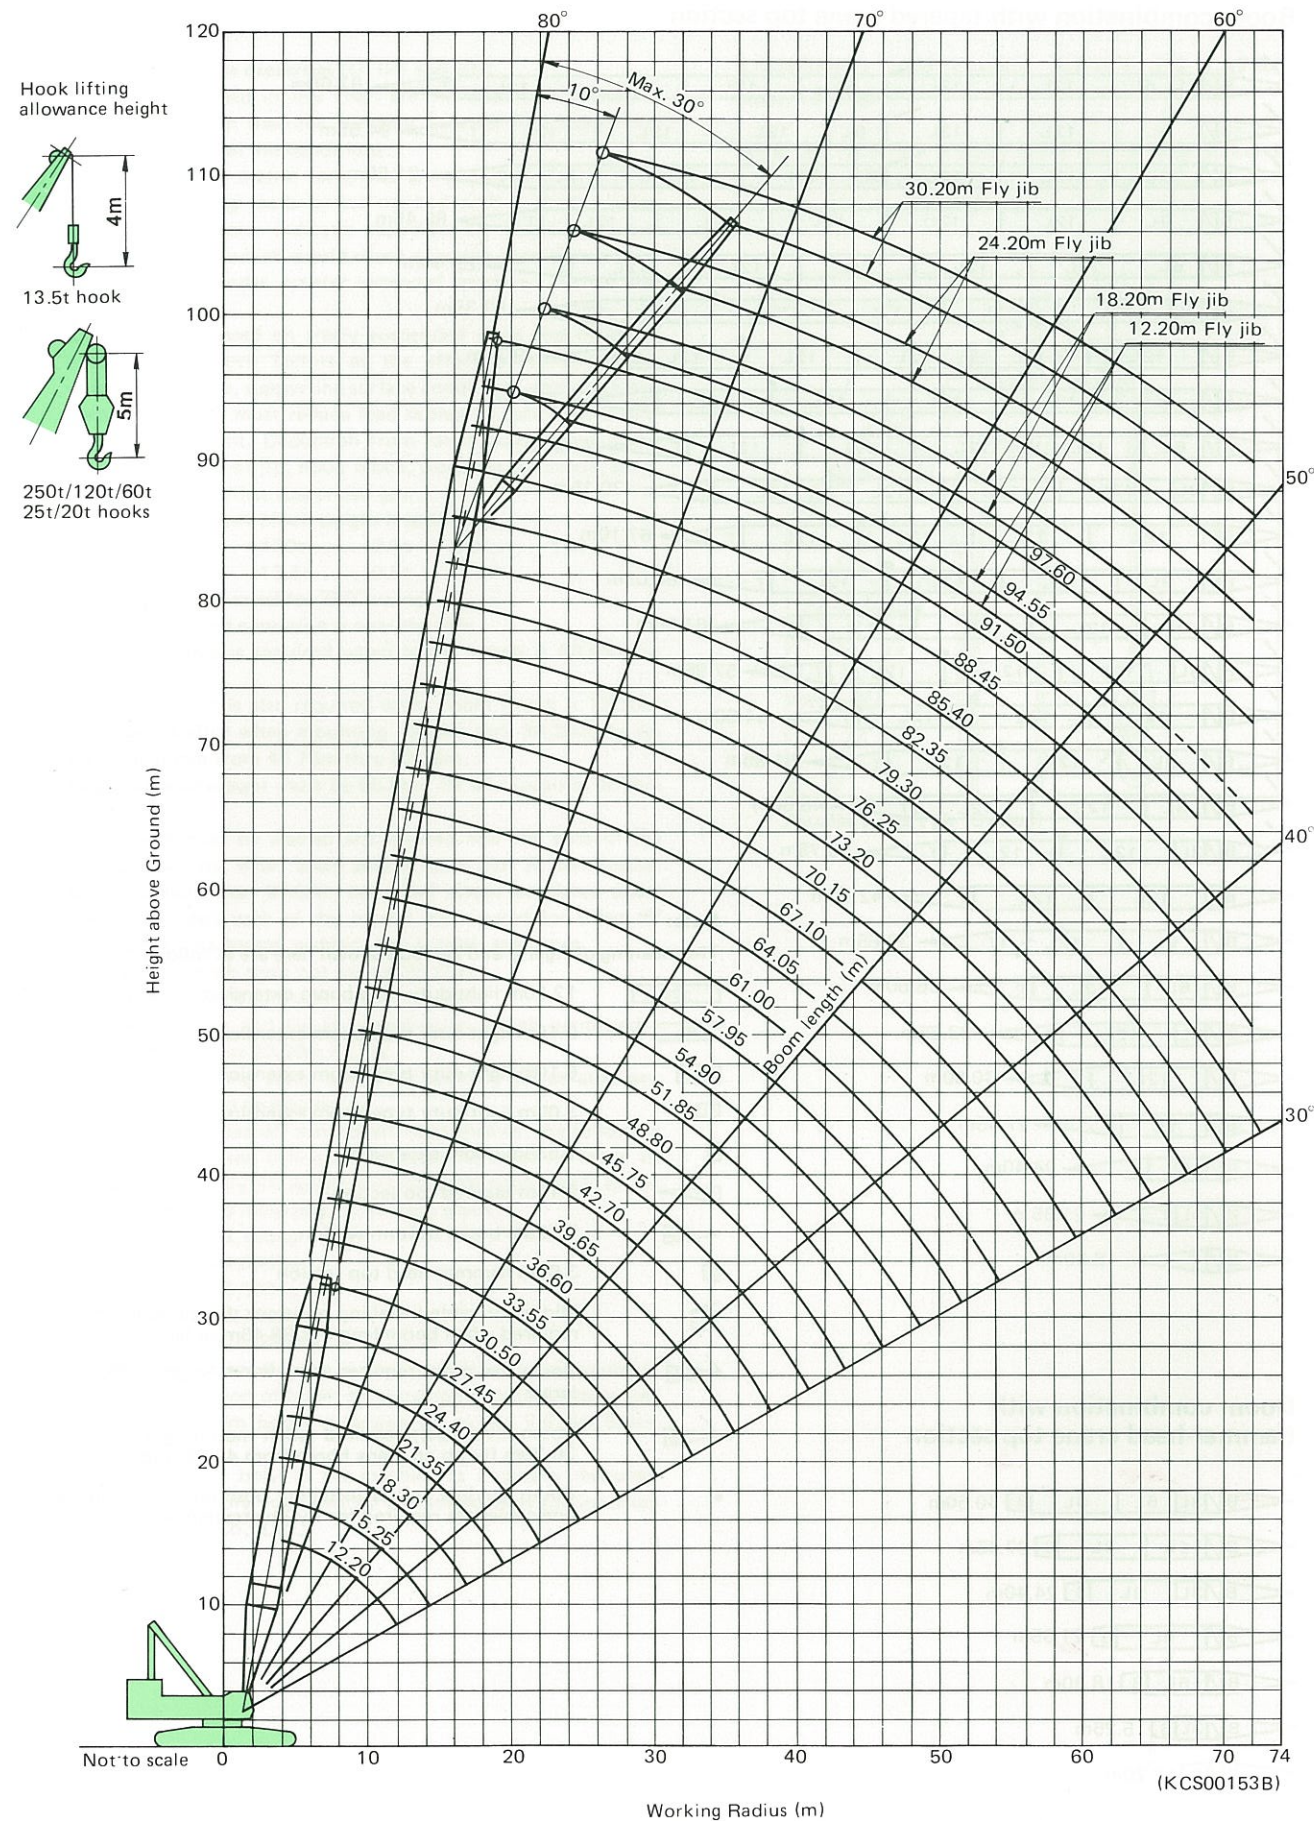 Hook lifting
allowance height
4m
13.5t hook
5m
250t/120t/60t
25t/20t hooks
80°
70°
60°
Max. 30°
10°
30.20m Fly jib
24.20m Fly jib
18.20m Fly jib
12.20m Fly jib
50°
40°
30°
120
110
100
90
80
70
60
50
40
30
20
10
Height above Ground (m)
97.60
94.55
91.50
88.45
85.40
82.35
79.30
76.25
73.20
70.15
67.10
64.05
61.00
57.95
54.90
51.85
48.80
45.75
42.70
39.65
36.60
33.55
30.50
27.45
24.40
21.35
18.30
15.25
12.20
Boom length (m)
Not to scale
0 10 20 30 40 50 60 70 74
(KCS00153B)
Working Radius (m)